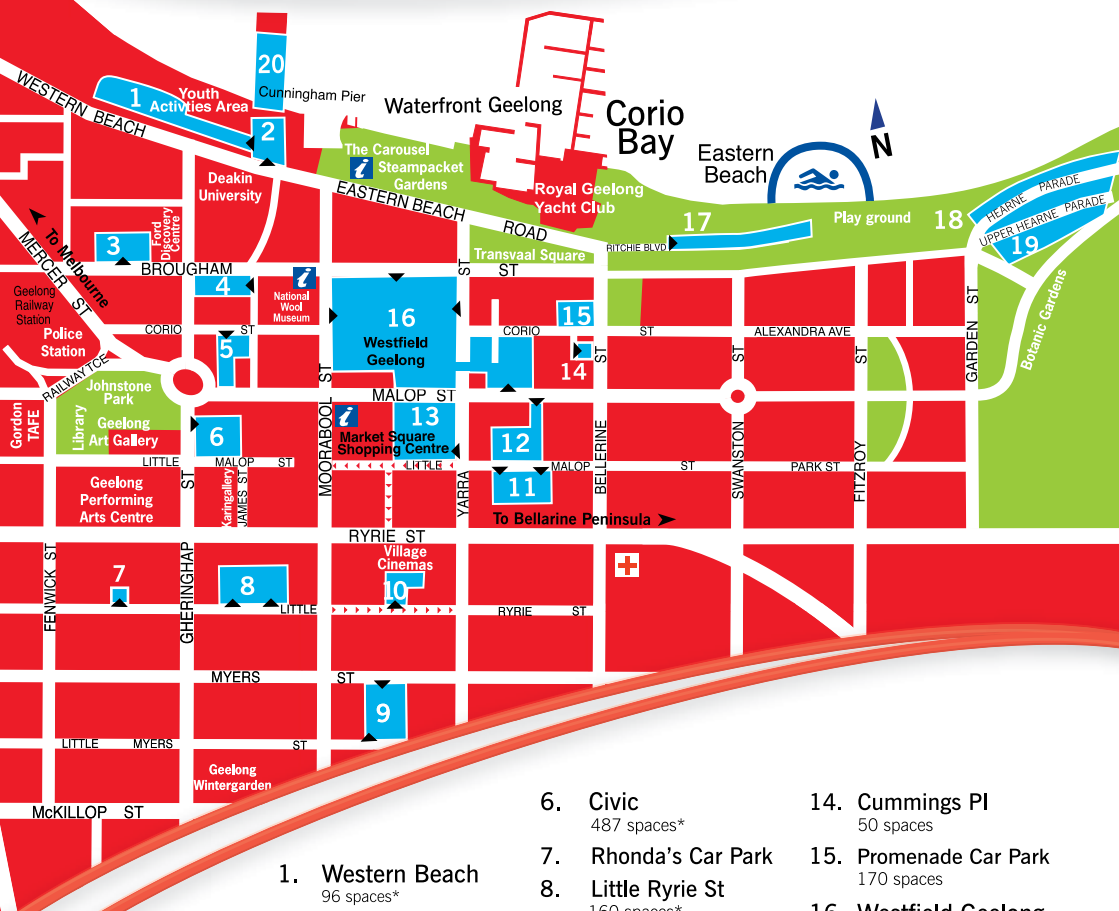 20
Cunningham Pier
1
Youth
Activties Area
WESTERN BEACH
2
Waterfront Geelong
Corio
Bay
N
Eastern
Beach
The Carousel
i
Steampacket
Gardens
Deakin
University
EASTERN BEACH
ROAD
Royal Geelong
Yacht Club
17
Play ground
18
HEARNE PARADE
UPPER HEARNE PARADE
19
RITCHIE BLVD
Transvaal Square
To Melbourne
MERCER ST
3
Ford
Discovery
Centre
BROUGHAM
ST
ST
4
i
National
Wool
Museum
Geelong
Railway
Station
Police
Station
CORIO
ST
5
16
Westfield
Geelong
15
CORIO
ST
ALEXANDRA AVE
14
ST
ST
ST
GARDEN ST
Botanic Gardens
RAILWAY TCE
Johnstone
Park
Library
Geelong
Art Gallery
Gordon
TAFE
6
MALOP ST
i
13
Market Square
Shopping Centre
12
LITTLE
MALOP
ST
LITTLE
MALOP
ST
PARK ST
MOORABOOL ST
YARRA
BELLERINE
SWANSTON
FITZROY
Geelong
Performing
Arts Centre
ST
Karingallery
JAMES ST
11
To Bellarine Peninsula
RYRIE ST
Village
Cinemas
FENWICK ST
7
GHERINGHAP
8
LITTLE
10
RYRIE
ST
MYERS
ST
9
LITTLE
MYERS
ST
Geelong
Wintergarden
McKILLOP ST
1. Western Beach
96 spaces*
6. Civic
487 spaces*
7. Rhonda's Car Park
8. Little Ryrie St
160 spaces*
14. Cummings Pl
50 spaces
15. Promenade Car Park
170 spaces
16. Westfield Geelong